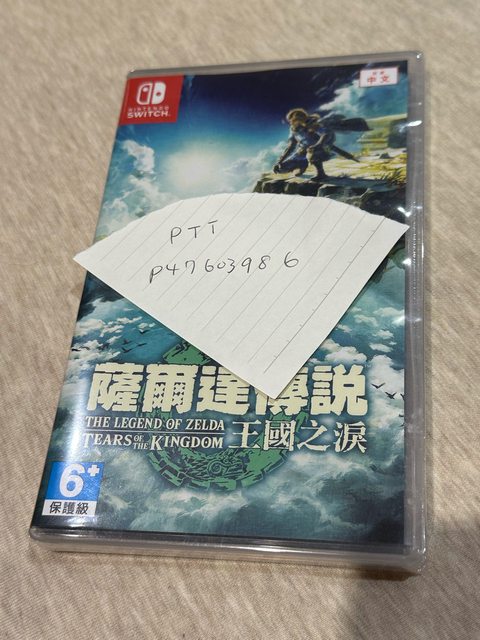 NINTENDO
SWITCH
中文
PTT
p47603986
薩爾達傳說
THE LEGEND OF ZELDA
TEARS OF THE KINGDOM
王國之淚
6+
保護級